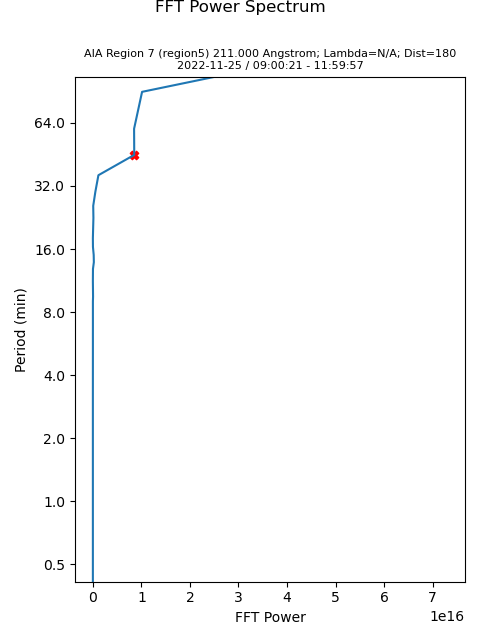 FFT Power Spectrum
AIA Region 7 (region5) 211.000 Angstrom; Lambda=N/A; Dist=180
2022-11-25 / 09:00:21 - 11:59:57
64.0
32.0
16.0
8.0
4.0
2.0
1.0
0.5
Period (min)
0 1 2 3 4 5 6 7
1e16
FFT Power